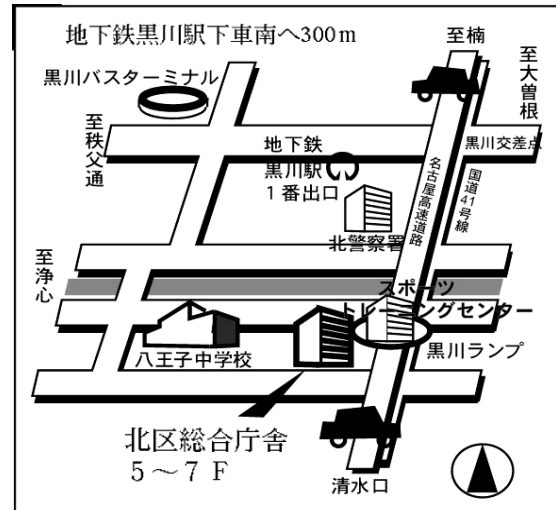 地下鉄黒川駅下車南へ300m
至楠
黒川バスターミナル
至大曽根
至秩父通
地下鉄
黒川駅
1番出口
黒川交差点
名古屋高速道路
国道41号線
北警察署
至浄心
スポーツ
トレーニングセンター
八王子中学校
黒川ランプ
北区総合庁舎
5〜7F
清水口